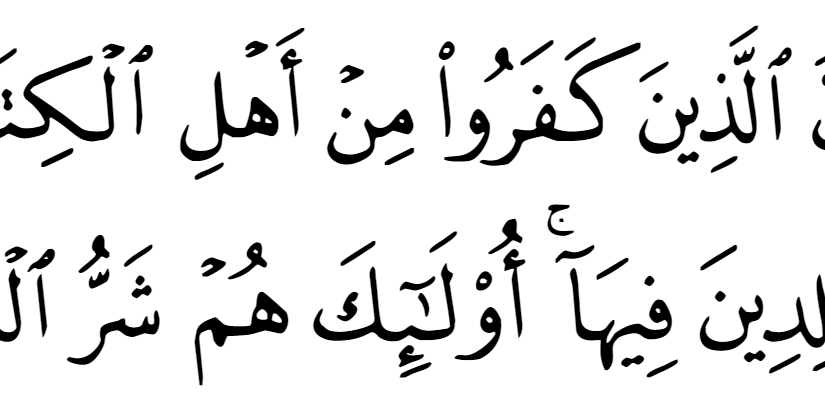 ٱلَّذِينَ كَفَرُوا۟ مِنۡ أَهۡلِ ٱلۡكِتَ
لِدِينَ فِيهَآۚ أُو۟لَـٰٓئِكَ هُمۡ شَرُّ ٱلۡ